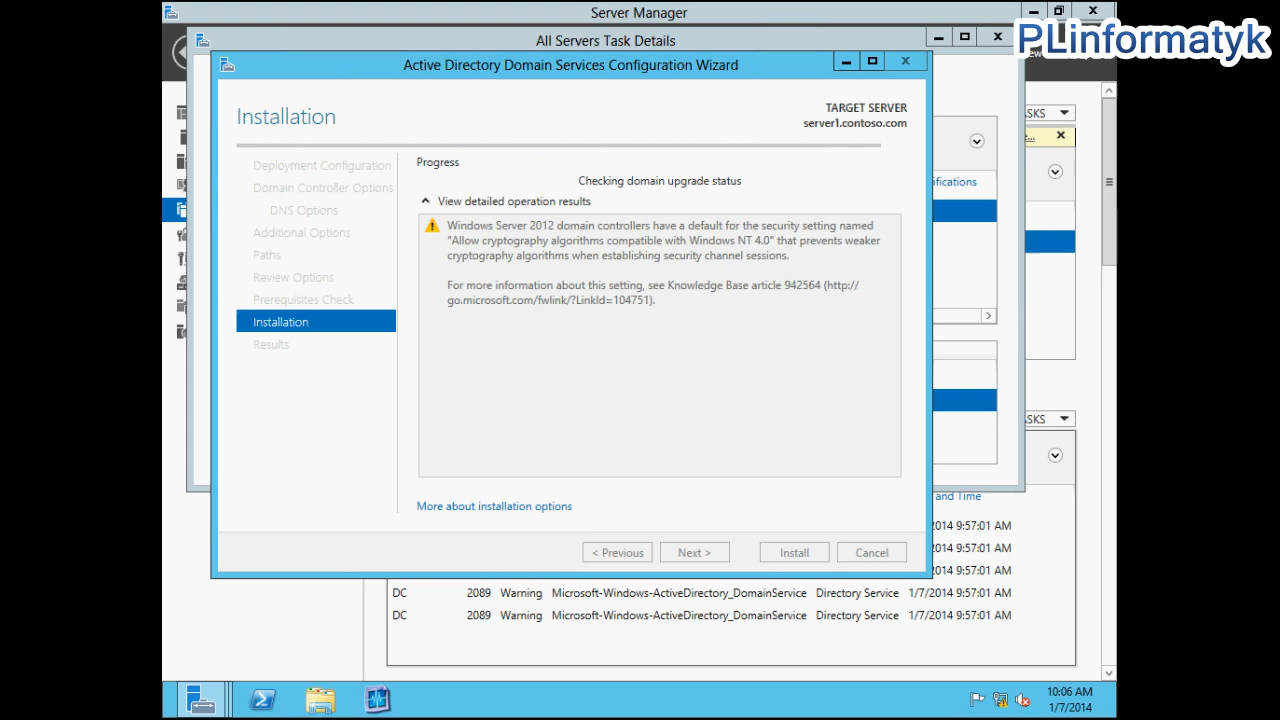 Server Manager
All Servers Task Details
PLinformatyk
Active Directory Domain Services Configuration Wizard
Installation
TARGET SERVER
server1.contoso.com
Deployment Configuration
Domain Controller Options
DNS Options
Additional Options
Paths
Review Options
Prerequisites Check
Installation
Results
Progress
Checking domain upgrade status
View detailed operation results
Windows Server 2012 domain controllers have a default for the security setting named
"Allow cryptography algorithms compatible with Windows NT 4.0" that prevents weaker
cryptography algorithms when establishing security channel sessions.
For more information about this setting, see Knowledge Base article 942564 (http://
go.microsoft.com/fwlink/?LinkId=104751).
More about installation options
< Previous
Next >
Install
Cancel
ASKS
ifications
ASKS
and Time
2014 9:57:01 AM
2014 9:57:01 AM
2014 9:57:01 AM
DC 2089 Warning Microsoft-Windows-ActiveDirectory_DomainService Directory Service 1/7/2014 9:57:01 AM
DC 2089 Warning Microsoft-Windows-ActiveDirectory_DomainService Directory Service 1/7/2014 9:57:01 AM
10:06 AM
1/7/2014